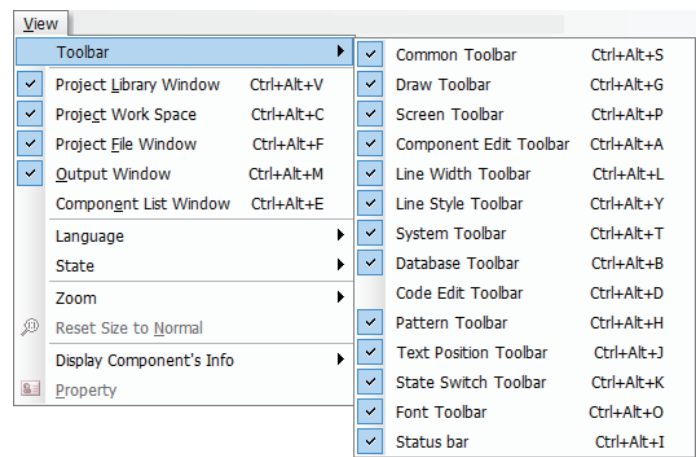 View
Toolbar
Project Library Window Ctrl+Alt+V
Project Work Space Ctrl+Alt+C
Project File Window Ctrl+Alt+F
Output Window Ctrl+Alt+M
Component List Window Ctrl+Alt+E
Language
State
Zoom
Reset Size to Normal
Display Component's Info
Property
Common Toolbar Ctrl+Alt+S
Draw Toolbar Ctrl+Alt+G
Screen Toolbar Ctrl+Alt+P
Component Edit Toolbar Ctrl+Alt+A
Line Width Toolbar Ctrl+Alt+L
Line Style Toolbar Ctrl+Alt+Y
System Toolbar Ctrl+Alt+T
Database Toolbar Ctrl+Alt+B
Code Edit Toolbar Ctrl+Alt+D
Pattern Toolbar Ctrl+Alt+H
Text Position Toolbar Ctrl+Alt+J
State Switch Toolbar Ctrl+Alt+K
Font Toolbar Ctrl+Alt+O
Status bar Ctrl+Alt+I